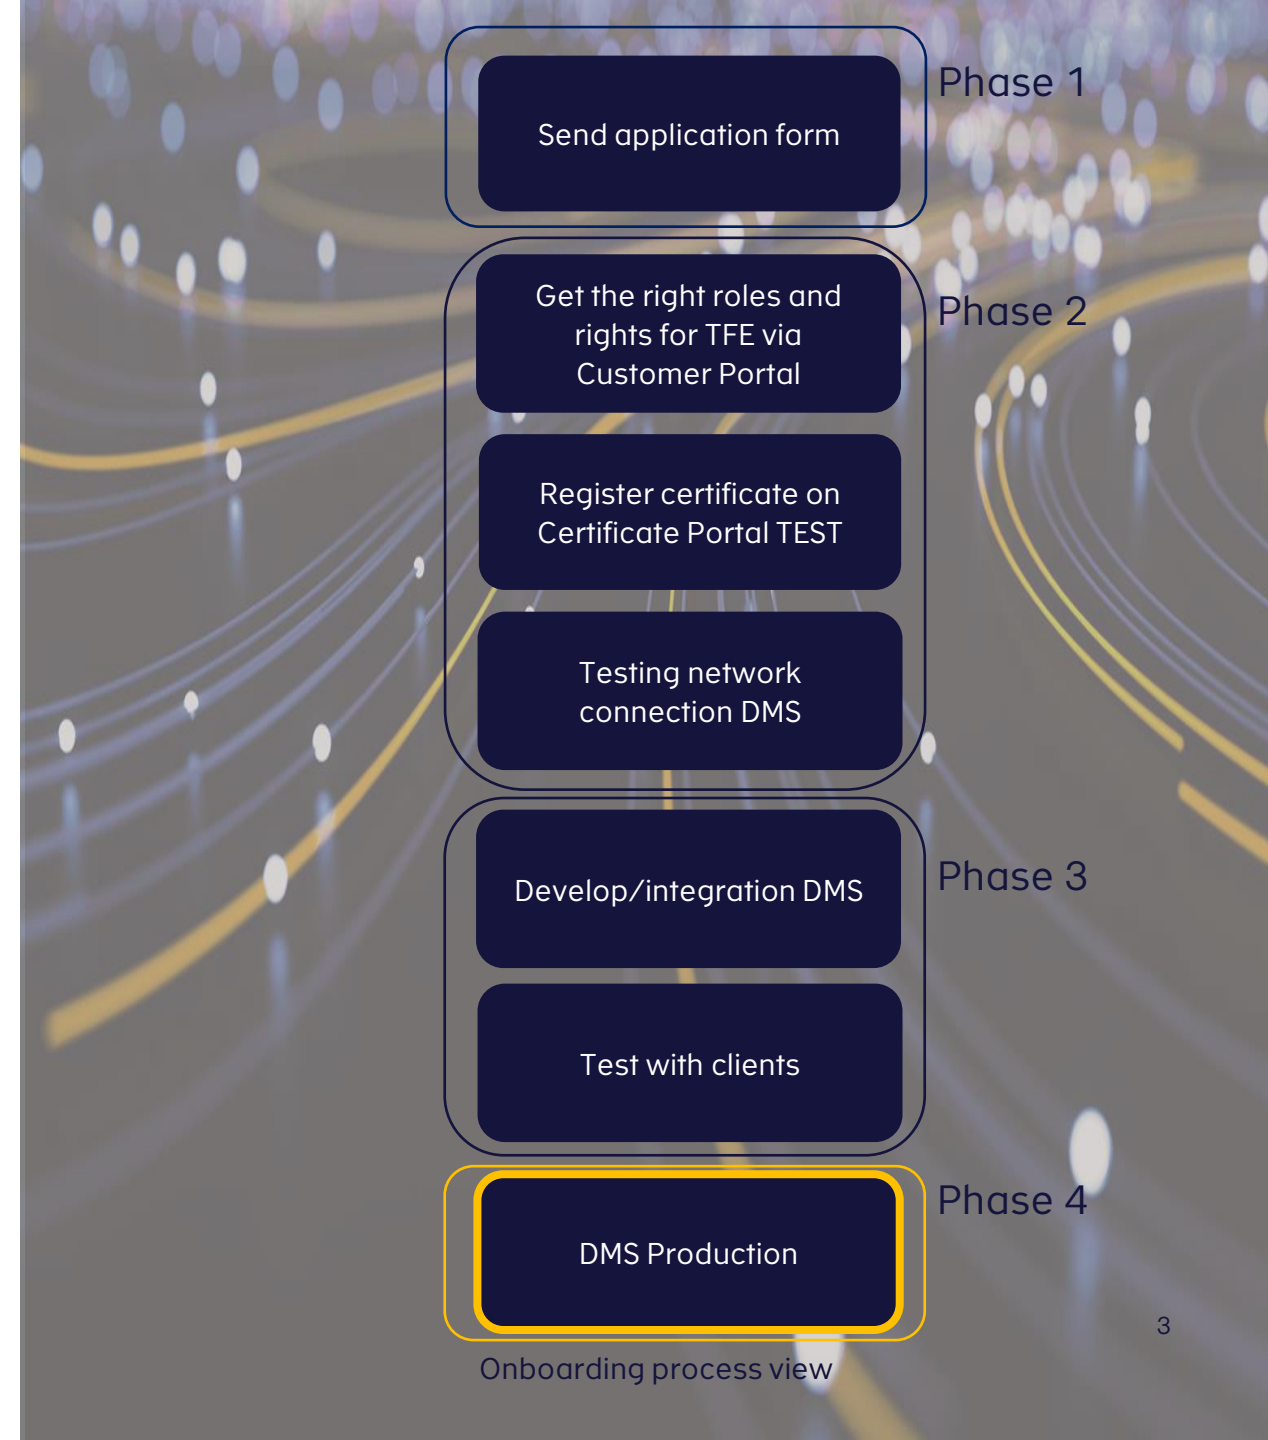 Phase 1
Send application form
Phase 2
Get the right roles and
rights for TFE via
Customer Portal
Register certificate on
Certificate Portal TEST
Testing network
connection DMS
Phase 3
Develop/integration DMS
Test with clients
Phase 4
DMS Production
3
Onboarding process view